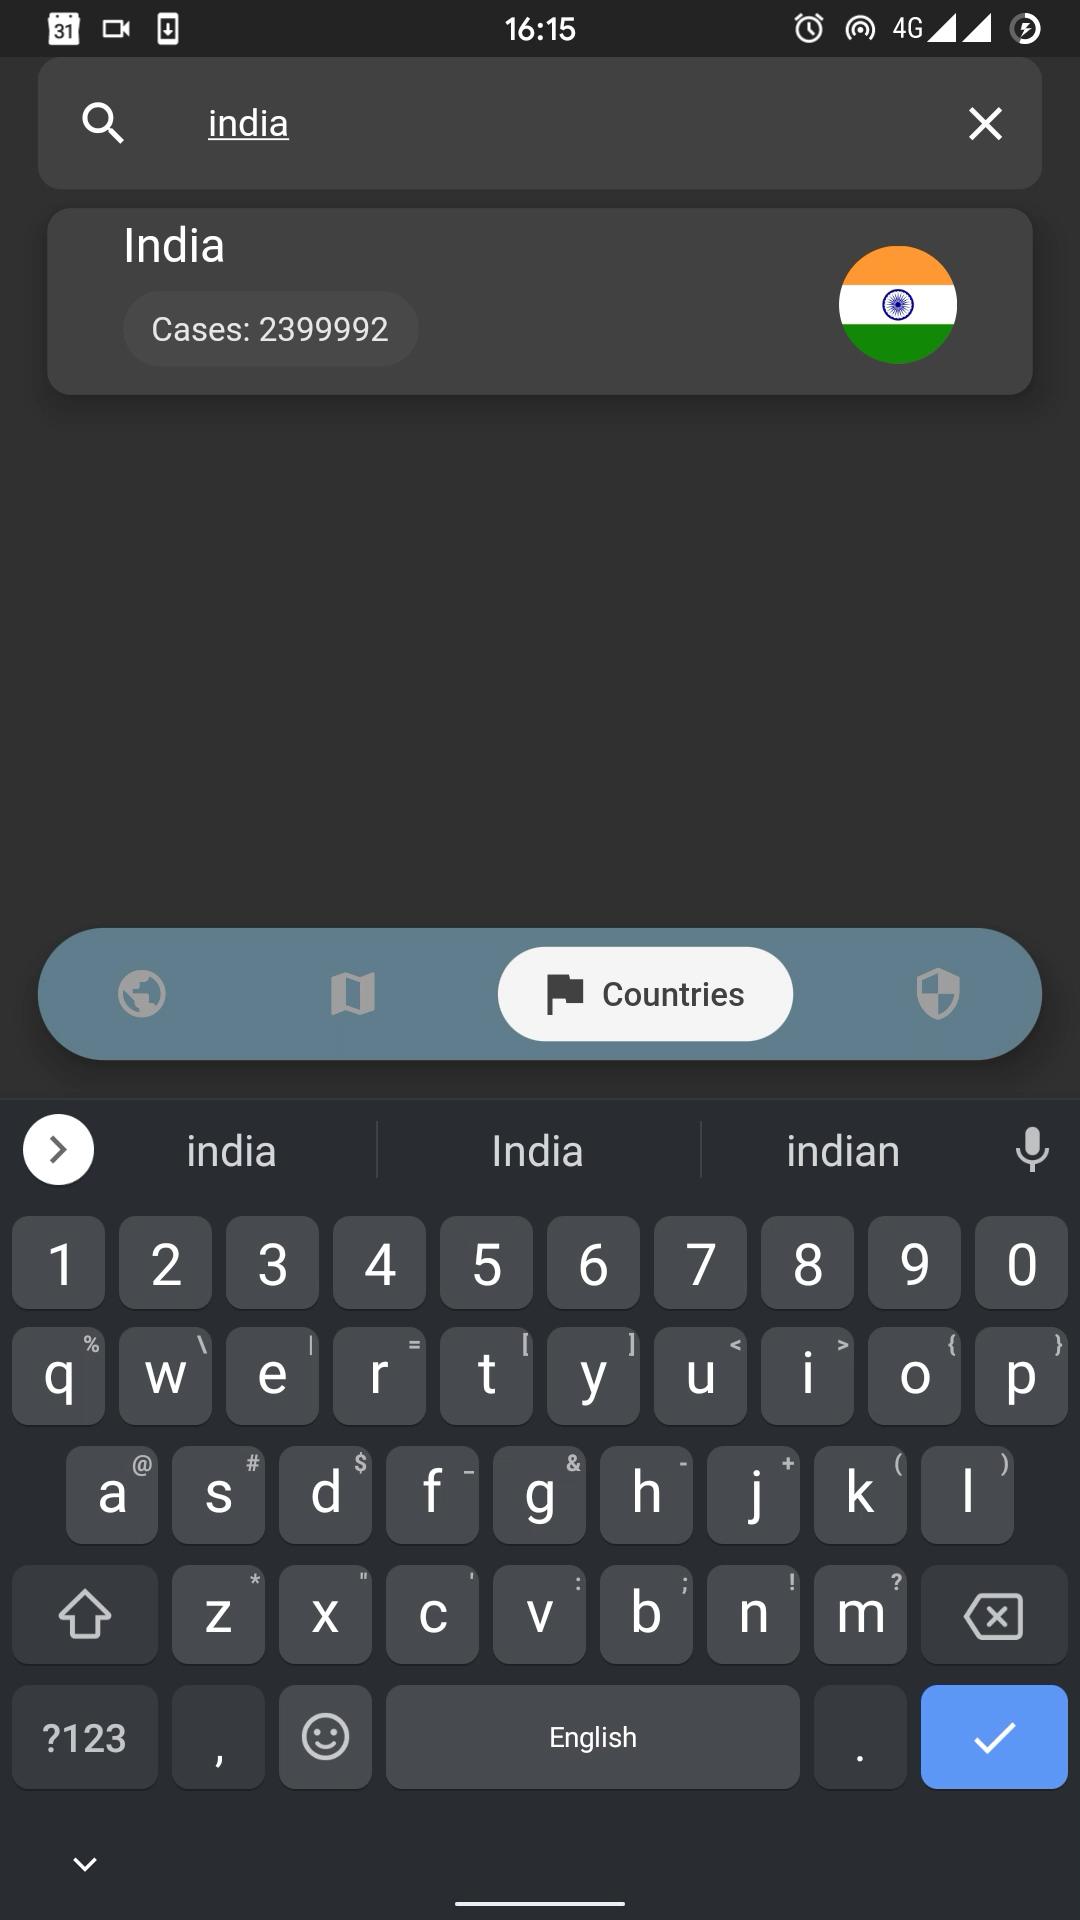 31 16:15 4G
india
India
Cases: 2399992
Countries
india India indian
1 2 3 4 5 6 7 8 9 0
% \ | = [ ] < > { }
q w e r t y u i o p
@ # $ _ & - + ( )
a s d f g h j k l
* " ' : ; ! ?
z x c v b n m
?123 , English .